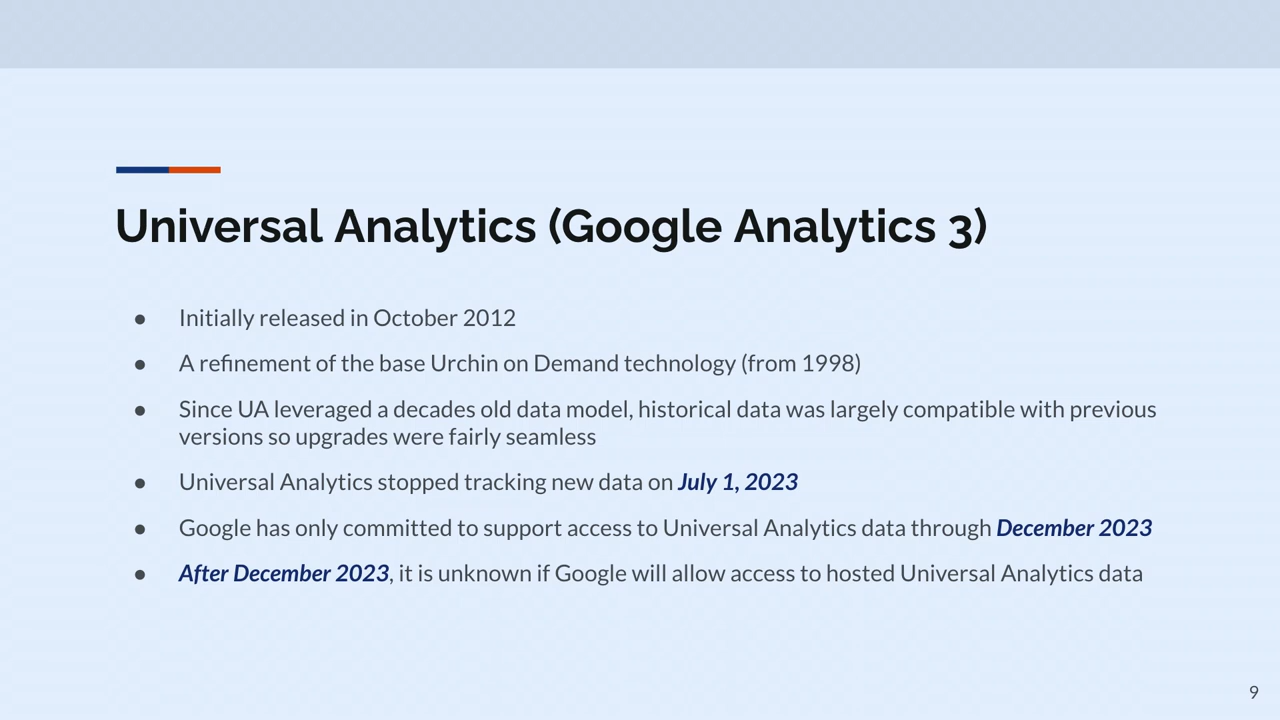 Universal Analytics (Google Analytics 3)
● Initially released in October 2012
● A refinement of the base Urchin on Demand technology (from 1998)
● Since UA leveraged a decades old data model, historical data was largely compatible with previous
versions so upgrades were fairly seamless
● Universal Analytics stopped tracking new data on July 1, 2023
● Google has only committed to support access to Universal Analytics data through December 2023
● After December 2023, it is unknown if Google will allow access to hosted Universal Analytics data
9